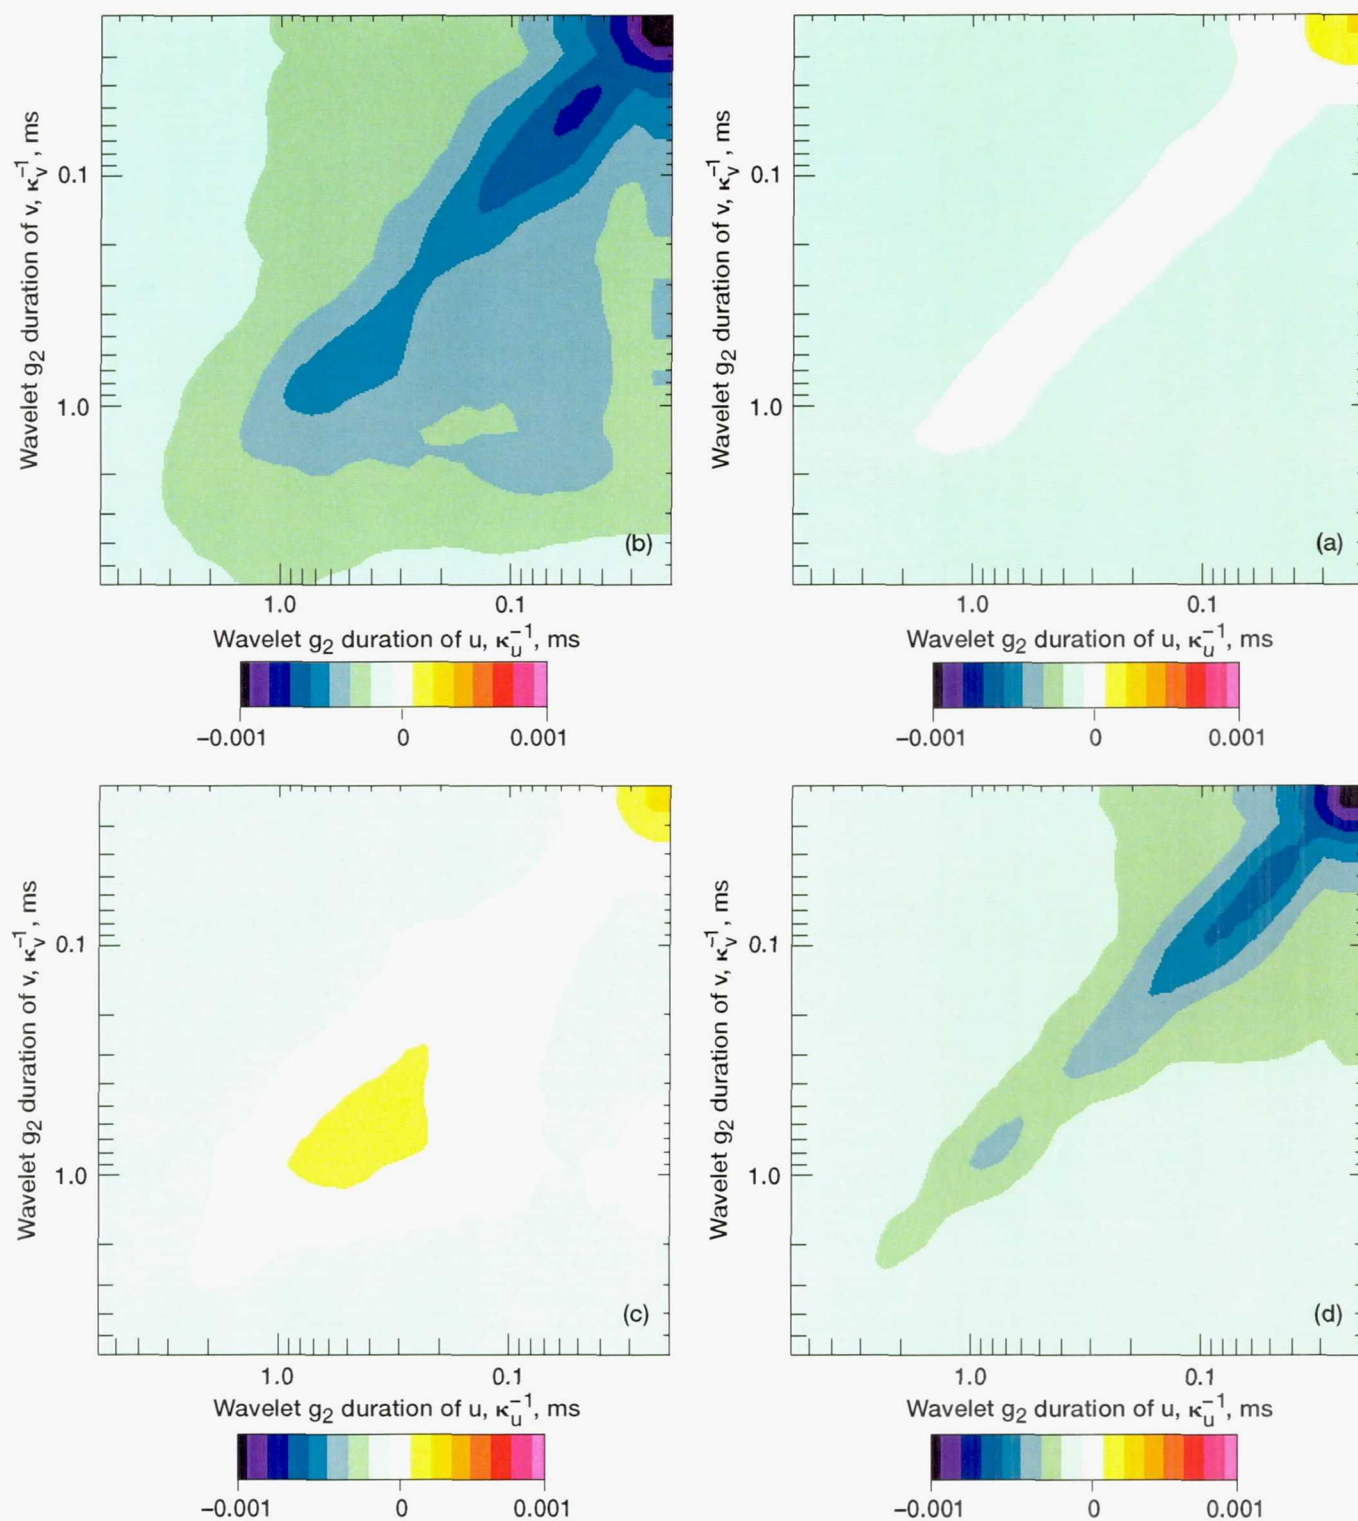 Wavelet g₂ duration of v, κᵥ⁻¹, ms
0.1
1.0
(b)
1.0 0.1
Wavelet g₂ duration of u, κᵤ⁻¹, ms
−0.001 0 0.001
Wavelet g₂ duration of v, κᵥ⁻¹, ms
0.1
1.0
(a)
1.0 0.1
Wavelet g₂ duration of u, κᵤ⁻¹, ms
−0.001 0 0.001
Wavelet g₂ duration of v, κᵥ⁻¹, ms
0.1
1.0
(c)
1.0 0.1
Wavelet g₂ duration of u, κᵤ⁻¹, ms
−0.001 0 0.001
Wavelet g₂ duration of v, κᵥ⁻¹, ms
0.1
1.0
(d)
1.0 0.1
Wavelet g₂ duration of u, κᵤ⁻¹, ms
−0.001 0 0.001